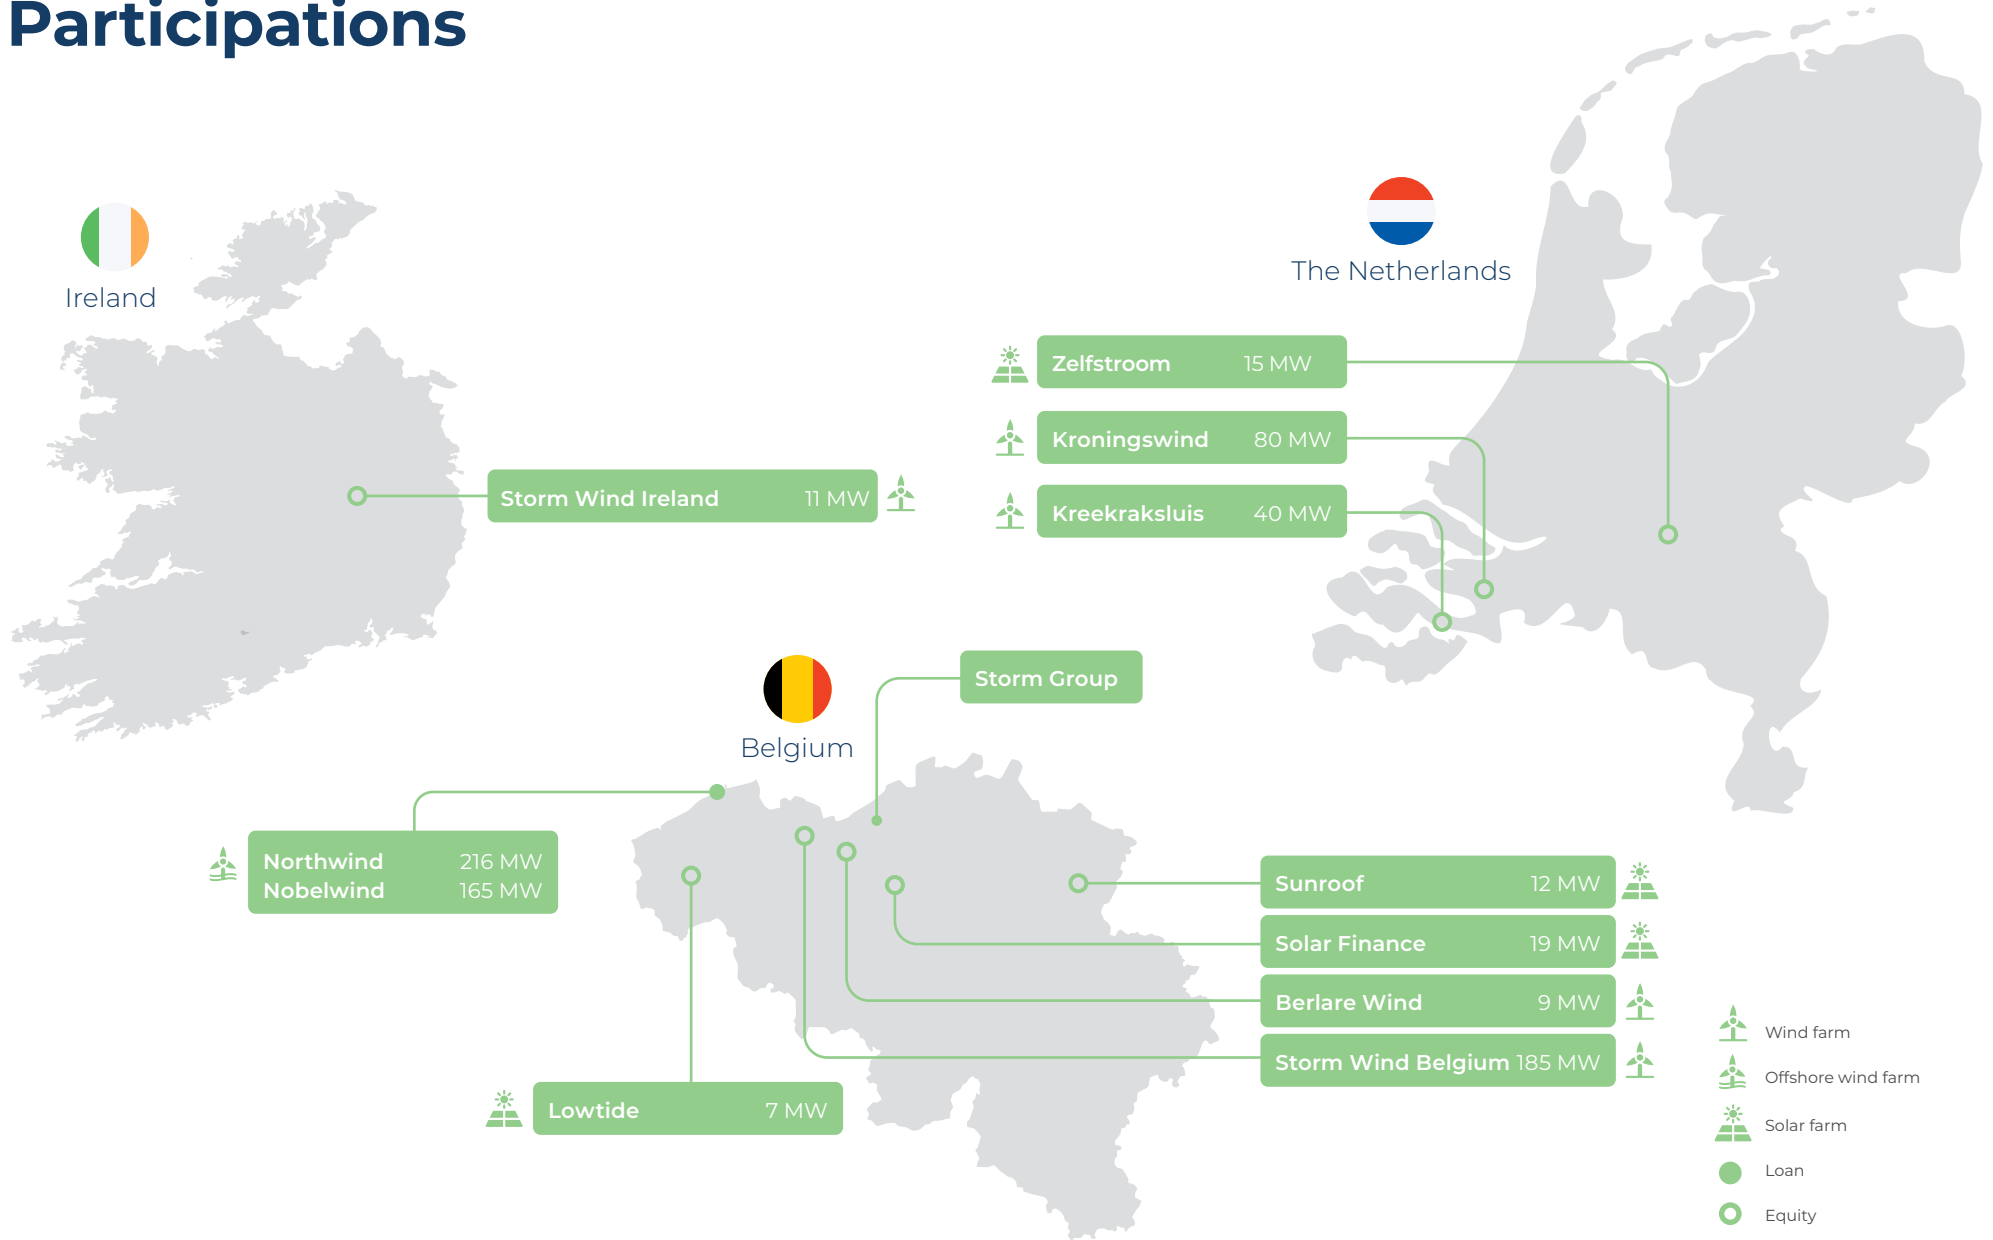 Participations
Ireland
The Netherlands
Zelfstroom 15 MW
Kroningswind 80 MW
Kreekraksluis 40 MW
Storm Wind Ireland 11 MW
Storm Group
Belgium
Northwind 216 MW
Nobelwind 165 MW
Sunroof 12 MW
Solar Finance 19 MW
Berlare Wind 9 MW
Storm Wind Belgium 185 MW
Lowtide 7 MW
Wind farm
Offshore wind farm
Solar farm
Loan
Equity